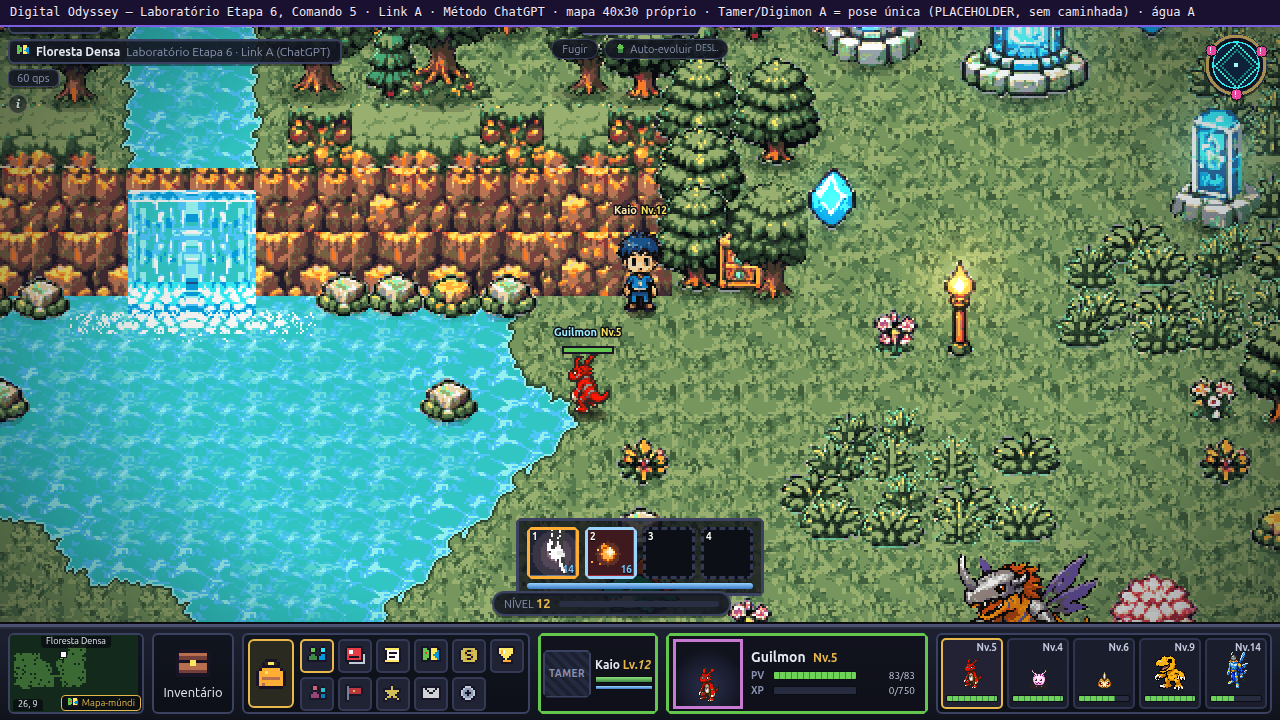 Digital Odyssey — Laboratório Etapa 6, Comando 5 · Link A · Método ChatGPT · mapa 40x30 próprio · Tamer/Digimon A = pose única (PLACEHOLDER, sem caminhada) · água A
Floresta Densa Laboratório Etapa 6 · Link A (ChatGPT)
Fugir
Auto-evoluir DESL.
60 qps
i
Kaio Nv.12
Guilmon Nv.5
1 14
2 16
3
4
NÍVEL 12
Floresta Densa
26, 9
Mapa-múndi
Inventário
TAMER
Kaio Lv.12
Guilmon Nv.5
PV 83/83
XP 0/750
Nv.5
Nv.4
Nv.6
Nv.9
Nv.14